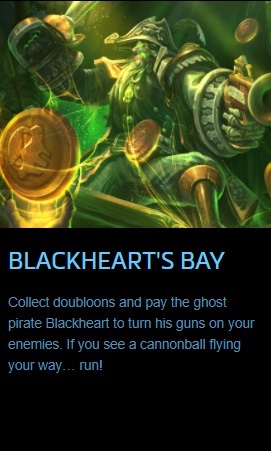 BLACKHEART'S BAY
Collect doubloons and pay the ghost
pirate Blackheart to turn his guns on your
enemies. If you see a cannonball flying
your way… run!